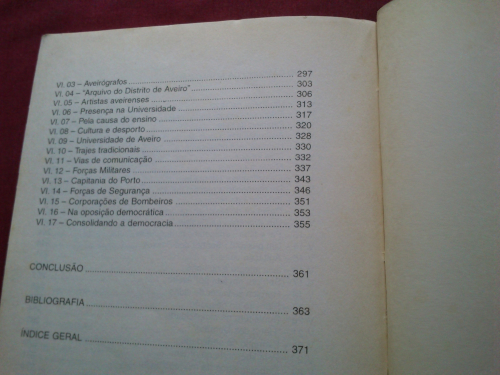 VI. 03 – Aveirógrafos 297
VI. 04 – "Arquivo do Distrito de Aveiro" 303
VI. 05 – Artistas aveirenses 306
VI. 06 – Presença na Universidade 313
VI. 07 – Pela causa do ensino 317
VI. 08 – Cultura e desporto 320
VI. 09 – Universidade de Aveiro 328
VI. 10 – Trajes tradicionais 330
VI. 11 – Vias de comunicação 332
VI. 12 – Forças Militares 337
VI. 13 – Capitania do Porto 343
VI. 14 – Forças de Segurança 346
VI. 15 – Corporações de Bombeiros 351
VI. 16 – Na oposição democrática 353
VI. 17 – Consolidando a democracia 355
CONCLUSÃO 361
BIBLIOGRAFIA 363
ÍNDICE GERAL 371